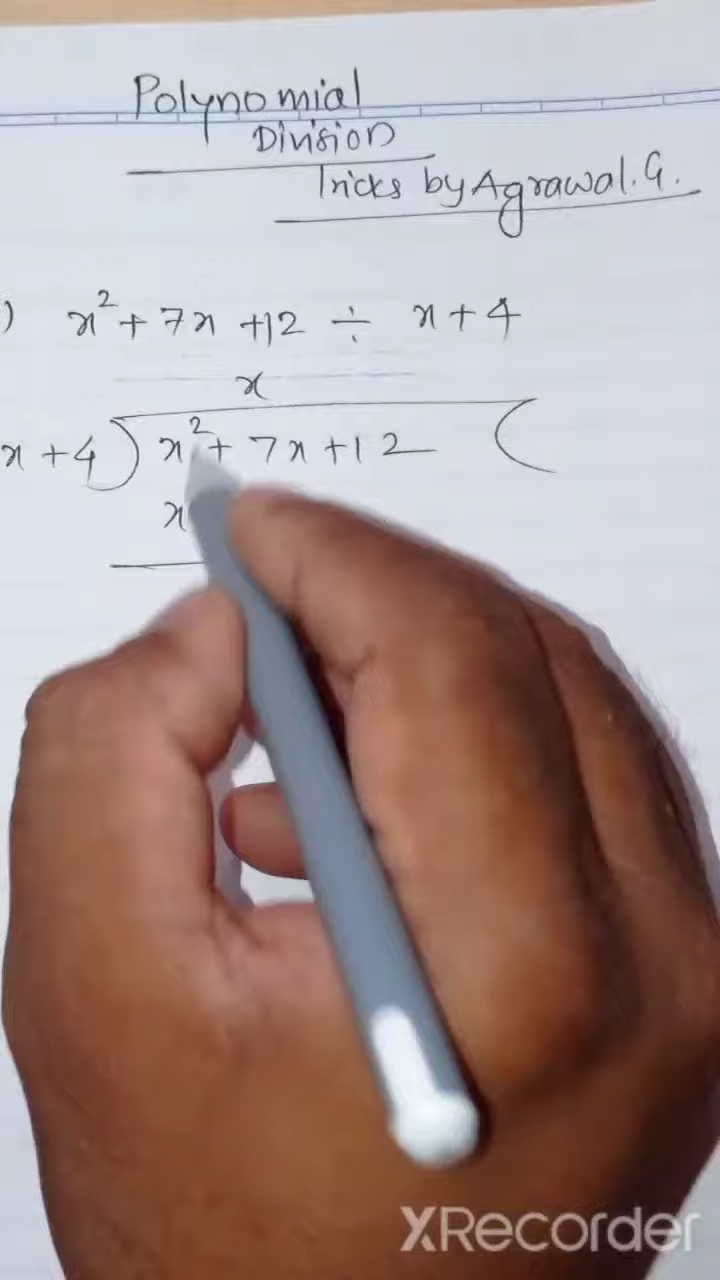 Polynomial
Division
Tricks by Agrawal.G.
) x² + 7x + 12 ÷ x + 4
x
x + 4 ) x² + 7x + 12 (
x
XRecorder